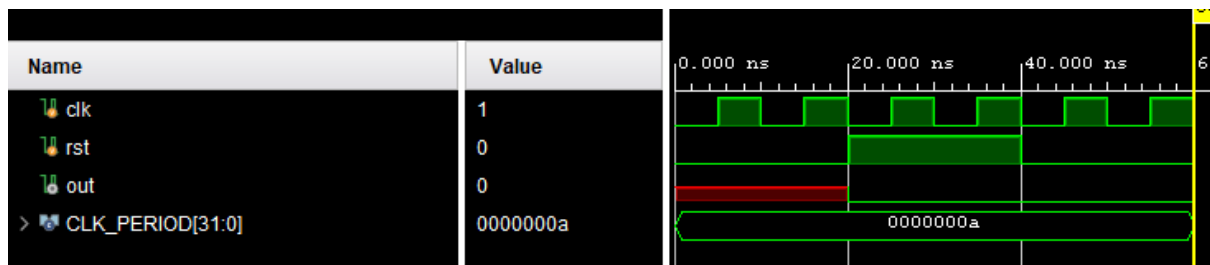 Name Value 0.000 ns 20.000 ns 40.000 ns 6
clk 1
rst 0
out 0
CLK_PERIOD[31:0] 0000000a 0000000a